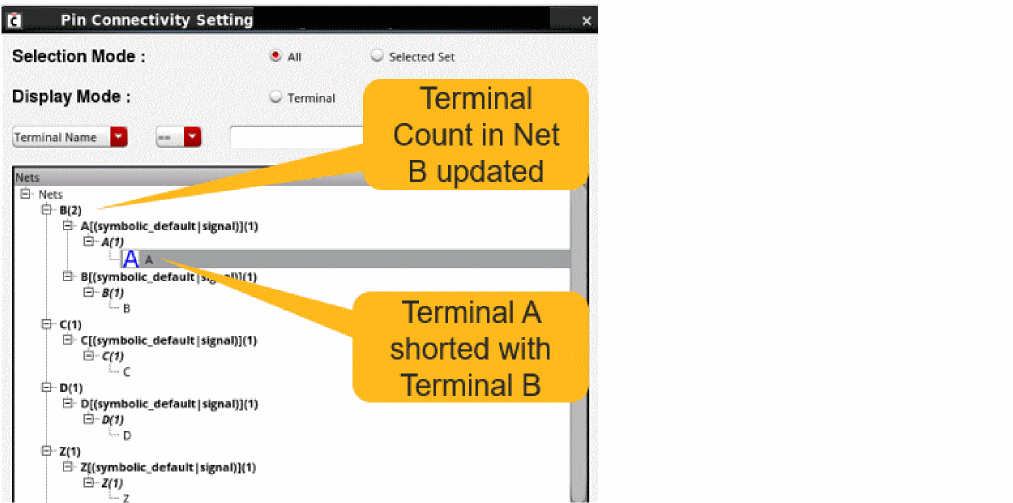 C Pin Connectivity Setting ×
Selection Mode : All Selected Set
Display Mode : Terminal
Terminal Name ==
Terminal
Count in Net
B updated
Nets
Nets
B(2)
A[(symbolic_default|signal)](1)
A(1)
A A
B[(symbolic_default|signal)](1)
B(1)
B
Terminal A
shorted with
Terminal B
C(1)
C[(symbolic_default|signal)](1)
C(1)
C
D(1)
D[(symbolic_default|signal)](1)
D(1)
D
Z(1)
Z[(symbolic_default|signal)](1)
Z(1)
Z